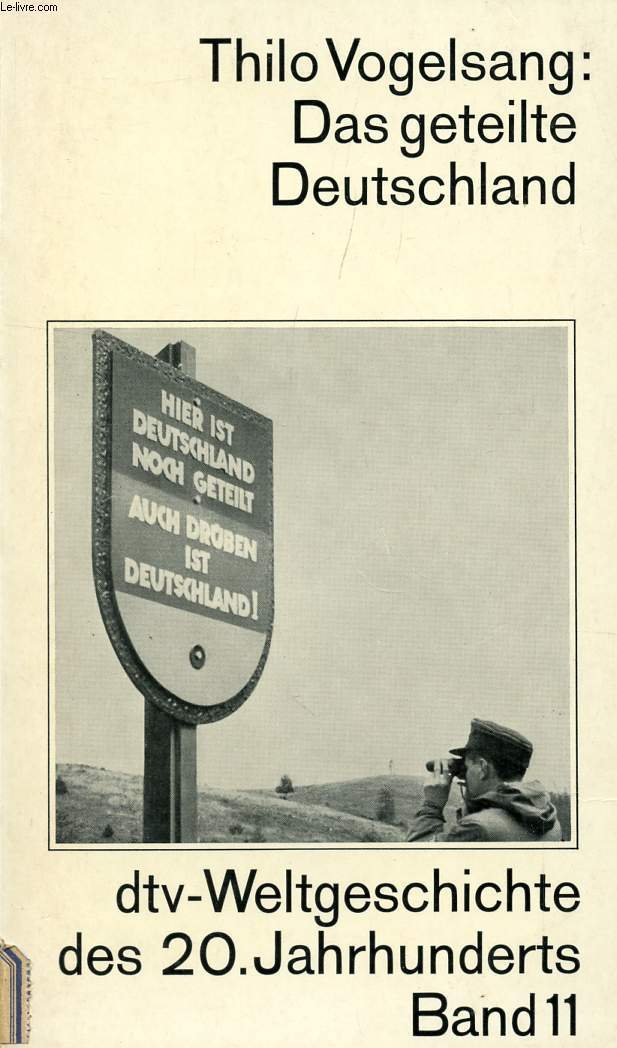 Le-livre.com
Thilo Vogelsang:
Das geteilte
Deutschland
HIER IST
DEUTSCHLAND
NOCH GETEILT
AUCH DRÜBEN
IST
DEUTSCHLAND!
dtv-Weltgeschichte
des 20. Jahrhunderts
Band 11